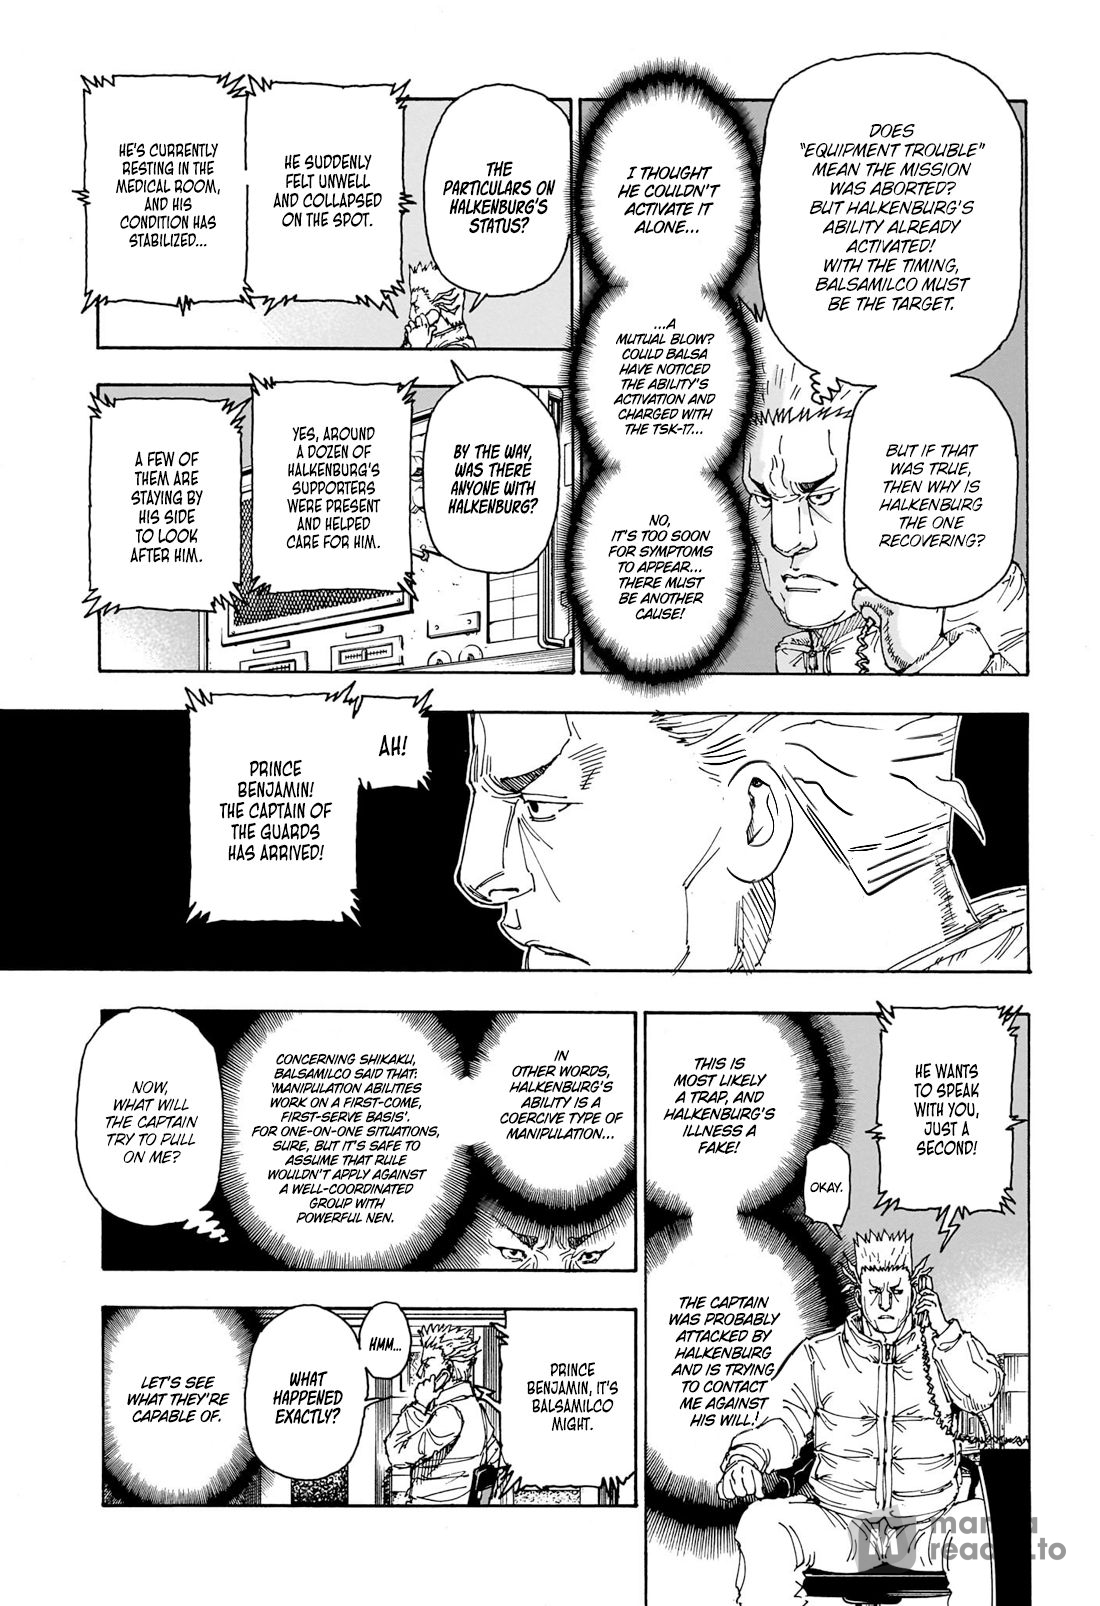 DOES
"EQUIPMENT TROUBLE"
MEAN THE MISSION
WAS ABORTED?
BUT HALKENBURG'S
ABILITY ALREADY
ACTIVATED!
WITH THE TIMING,
BALSAMILCO MUST
BE THE TARGET.
BUT IF THAT
WAS TRUE,
THEN WHY IS
HALKENBURG
THE ONE
RECOVERING?
I THOUGHT
HE COULDN'T
ACTIVATE IT
ALONE...
...A
MUTUAL BLOW?
COULD BALSA
HAVE NOTICED
THE ABILITY'S
ACTIVATION AND
CHARGED WITH
THE TSK-17...
NO,
IT'S TOO SOON
FOR SYMPTOMS
TO APPEAR...
THERE MUST
BE ANOTHER
CAUSE!
THE
PARTICULARS ON
HALKENBURG'S
STATUS?
HE SUDDENLY
FELT UNWELL
AND COLLAPSED
ON THE SPOT.
HE'S CURRENTLY
RESTING IN THE
MEDICAL ROOM,
AND HIS
CONDITION HAS
STABILIZED...
BY THE WAY,
WAS THERE
ANYONE WITH
HALKENBURG?
YES, AROUND
A DOZEN OF
HALKENBURG'S
SUPPORTERS
WERE PRESENT
AND HELPED
CARE FOR HIM.
A FEW OF
THEM ARE
STAYING BY
HIS SIDE
TO LOOK
AFTER HIM.
AH!
PRINCE
BENJAMIN!
THE CAPTAIN OF
THE GUARDS
HAS ARRIVED!
HE WANTS
TO SPEAK
WITH YOU,
JUST A
SECOND!
OKAY.
THIS IS
MOST LIKELY
A TRAP, AND
HALKENBURG'S
ILLNESS A
FAKE!
THE CAPTAIN
WAS PROBABLY
ATTACKED BY
HALKENBURG
AND IS TRYING
TO CONTACT
ME AGAINST
HIS WILL!
IN
OTHER WORDS,
HALKENBURG'S
ABILITY IS A
COERCIVE TYPE OF
MANIPULATION...
CONCERNING SHIKAKU,
BALSAMILCO SAID THAT:
'MANIPULATION ABILITIES
WORK ON A FIRST-COME,
FIRST-SERVE BASIS'.
FOR ONE-ON-ONE SITUATIONS,
SURE, BUT IT'S SAFE TO
ASSUME THAT RULE
WOULDN'T APPLY AGAINST
A WELL-COORDINATED
GROUP WITH
POWERFUL NEN.
NOW,
WHAT WILL
THE CAPTAIN
TRY TO PULL
ON ME?
PRINCE
BENJAMIN, IT'S
BALSAMILCO
MIGHT.
HMM...
WHAT
HAPPENED
EXACTLY?
LET'S SEE
WHAT THEY'RE
CAPABLE OF.